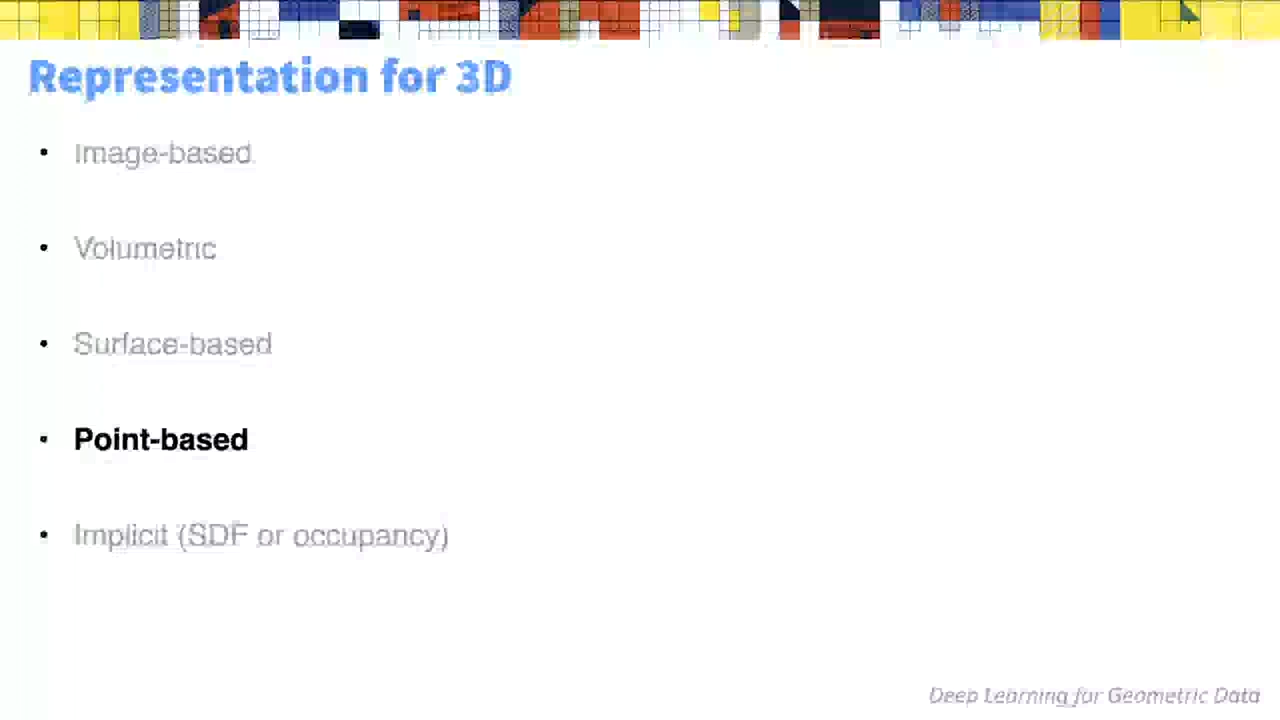 Representation for 3D
• Image-based
• Volumetric
• Surface-based
• Point-based
• Implicit (SDF or occupancy)
Deep Learning for Geometric Data